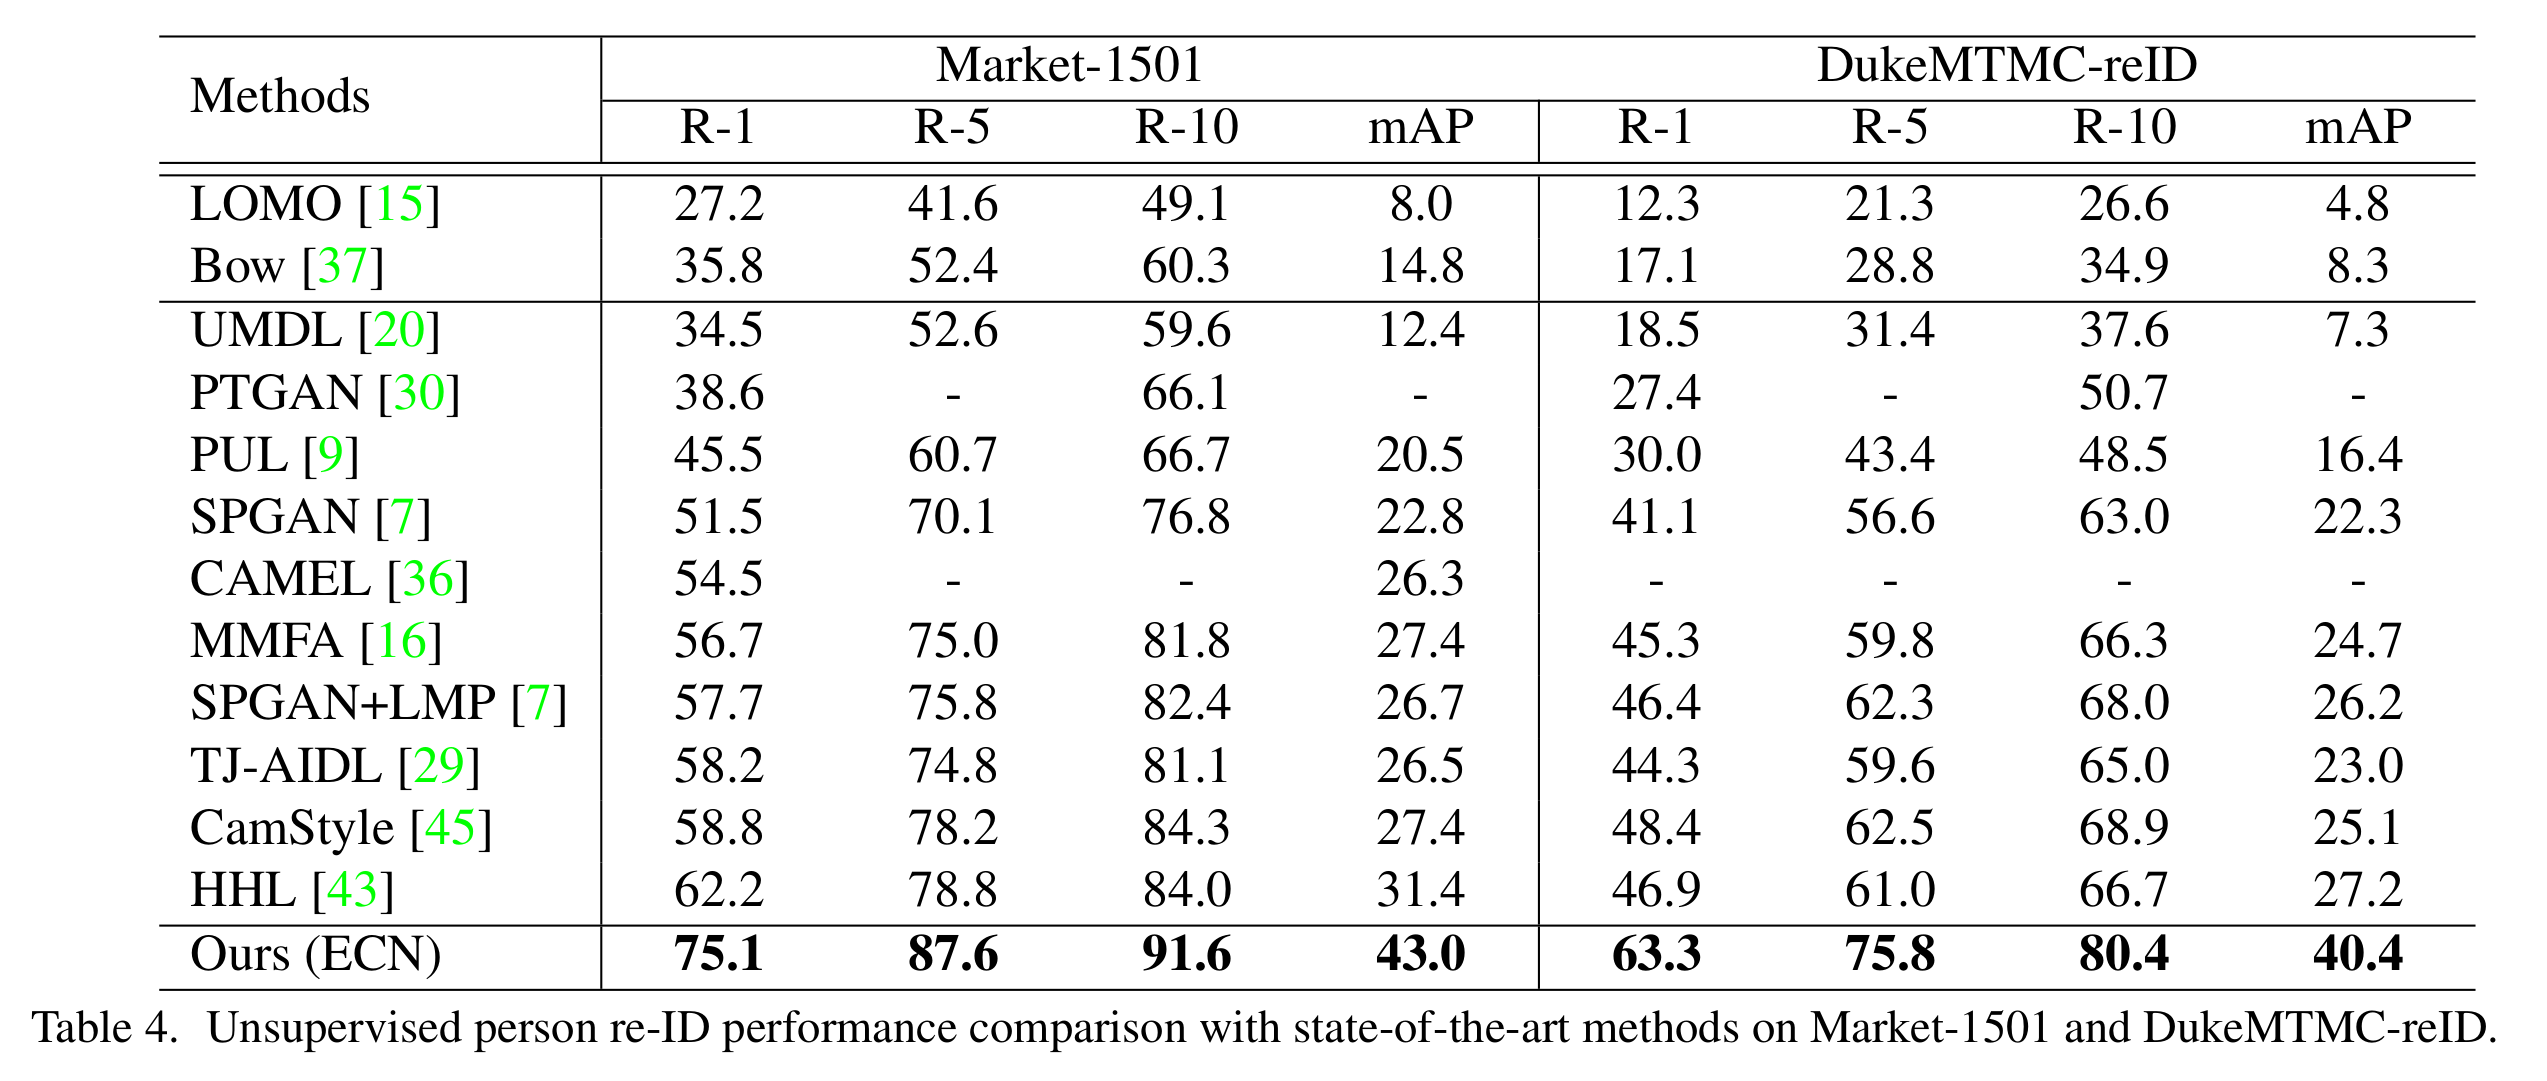 Methods Market-1501 DukeMTMC-reID
R-1 R-5 R-10 mAP R-1 R-5 R-10 mAP
LOMO [15] 27.2 41.6 49.1 8.0 12.3 21.3 26.6 4.8
Bow [37] 35.8 52.4 60.3 14.8 17.1 28.8 34.9 8.3
UMDL [20] 34.5 52.6 59.6 12.4 18.5 31.4 37.6 7.3
PTGAN [30] 38.6 - 66.1 - 27.4 - 50.7 -
PUL [9] 45.5 60.7 66.7 20.5 30.0 43.4 48.5 16.4
SPGAN [7] 51.5 70.1 76.8 22.8 41.1 56.6 63.0 22.3
CAMEL [36] 54.5 - - 26.3 - - - -
MMFA [16] 56.7 75.0 81.8 27.4 45.3 59.8 66.3 24.7
SPGAN+LMP [7] 57.7 75.8 82.4 26.7 46.4 62.3 68.0 26.2
TJ-AIDL [29] 58.2 74.8 81.1 26.5 44.3 59.6 65.0 23.0
CamStyle [45] 58.8 78.2 84.3 27.4 48.4 62.5 68.9 25.1
HHL [43] 62.2 78.8 84.0 31.4 46.9 61.0 66.7 27.2
Ours (ECN) 75.1 87.6 91.6 43.0 63.3 75.8 80.4 40.4
Table 4. Unsupervised person re-ID performance comparison with state-of-the-art methods on Market-1501 and DukeMTMC-reID.